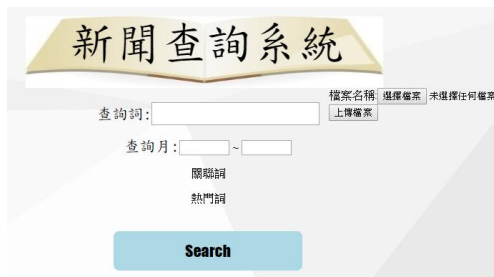 新聞查詢系統
檔案名稱: 選擇檔案 未選擇任何檔案
查詢詞: 上傳檔案
查詢月: ~
關聯詞
熱門詞
Search